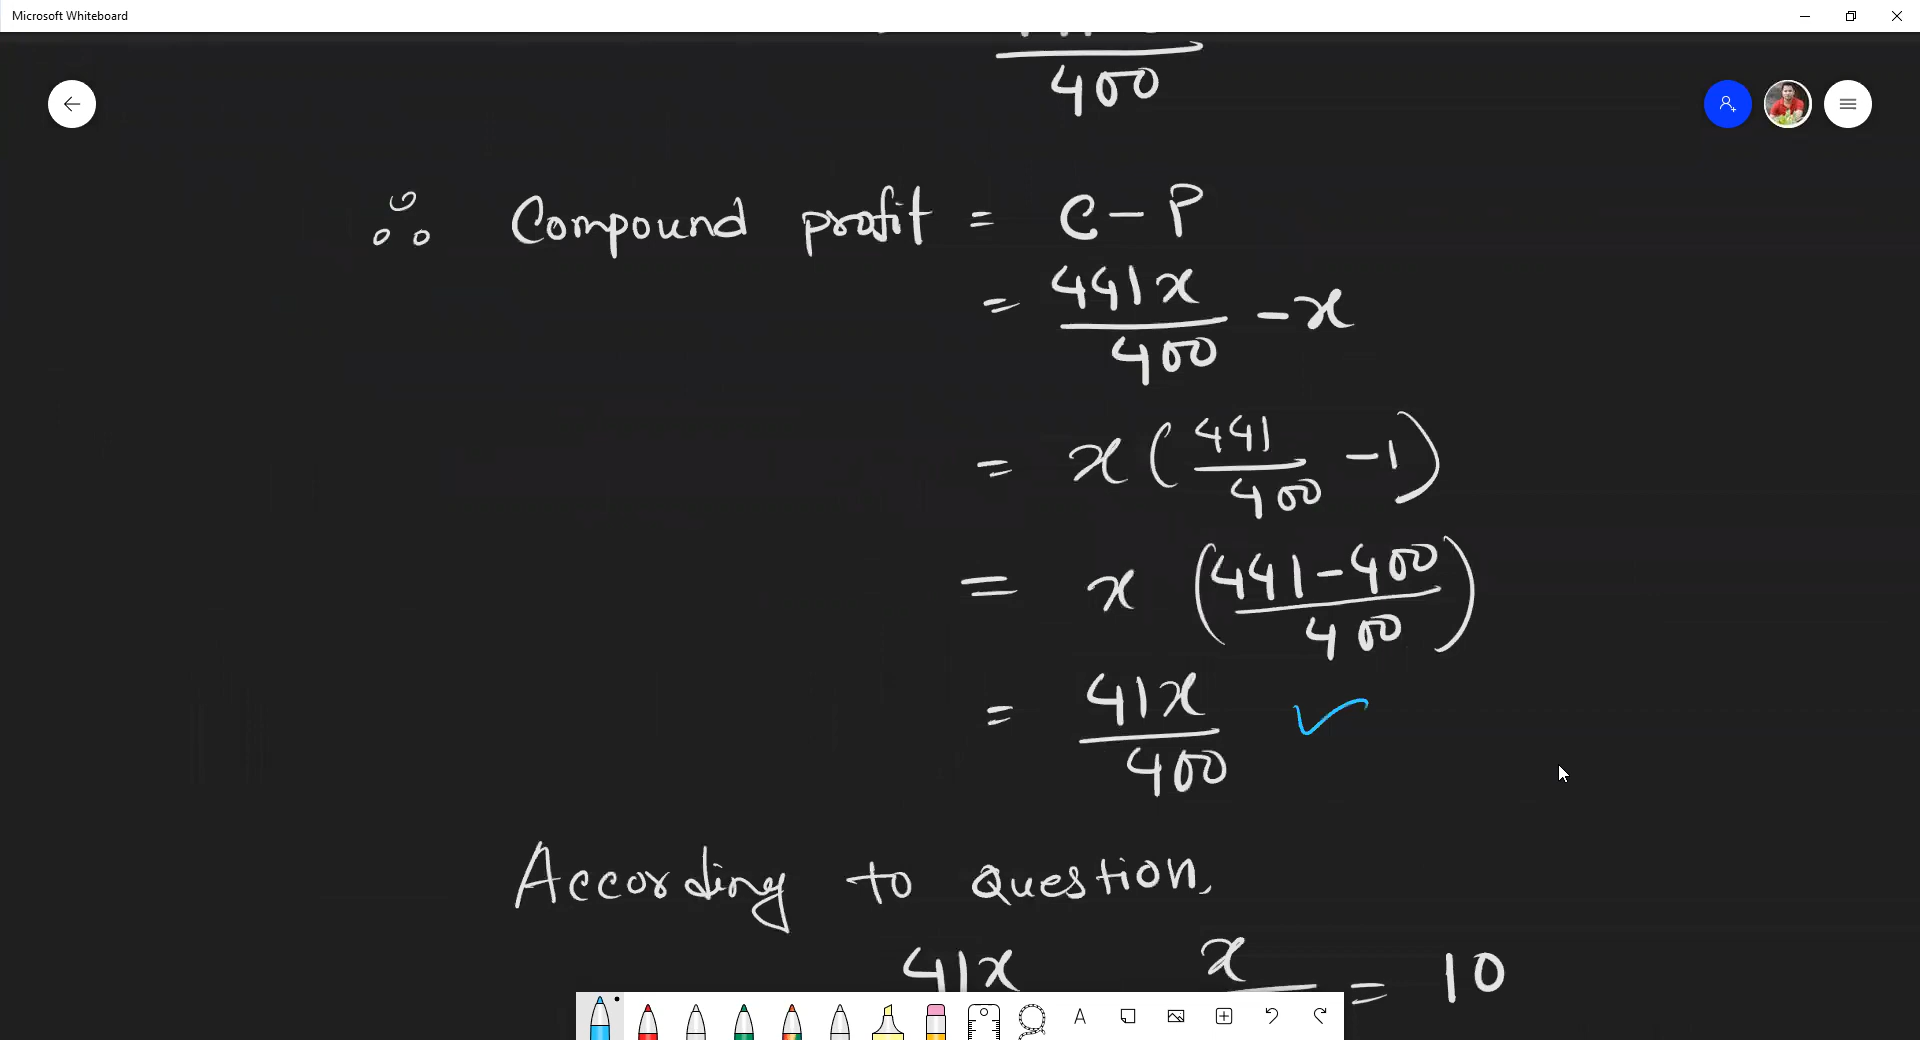 Microsoft Whiteboard
400
∴ Compound profit = C - P
= 441x/400 - x
= x (441/400 - 1)
= x (441 - 400/400)
= 41x/400 ✓
According to question,
41x x = 10
A